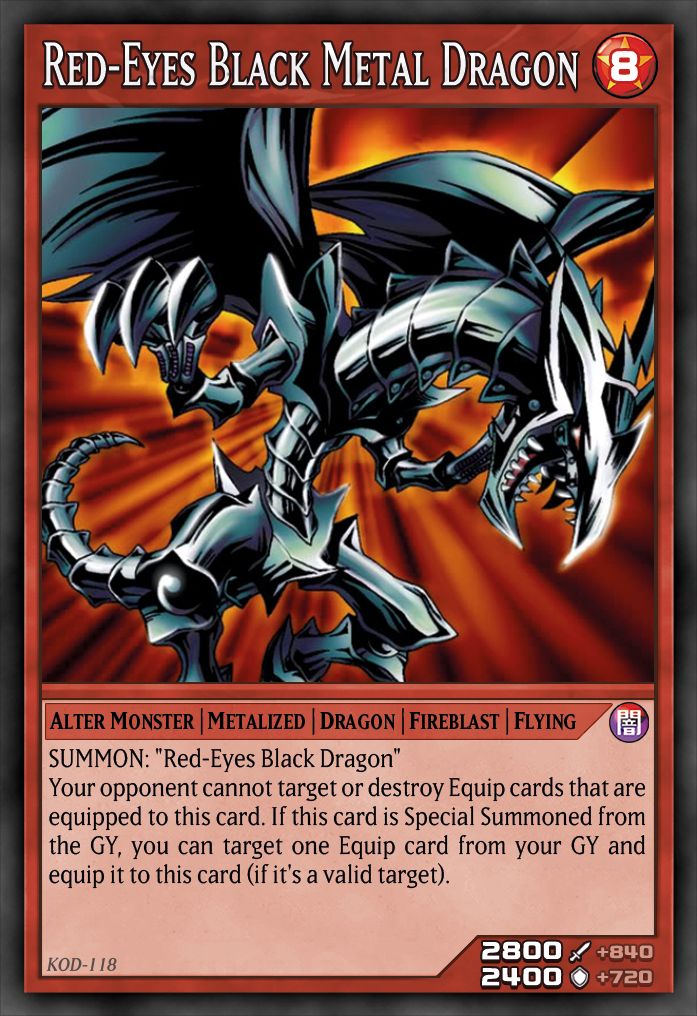 Red-Eyes Black Metal Dragon 8
Alter Monster | Metalized | Dragon | Fireblast | Flying 闇
SUMMON: "Red-Eyes Black Dragon"
Your opponent cannot target or destroy Equip cards that are
equipped to this card. If this card is Special Summoned from
the GY, you can target one Equip card from your GY and
equip it to this card (if it's a valid target).
2800 +840
KOD-118
2400 +720